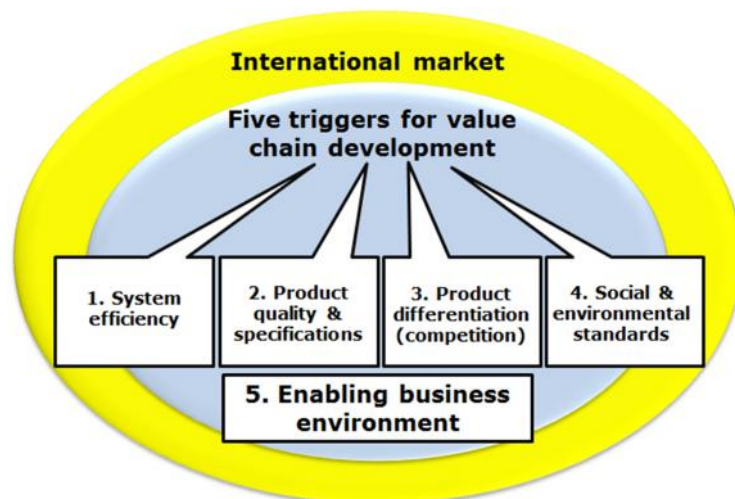 International market
Five triggers for value
chain development
1. System
efficiency
2. Product
quality &
specifications
3. Product
differentiation
(competition)
4. Social &
environmental
standards
5. Enabling business
environment